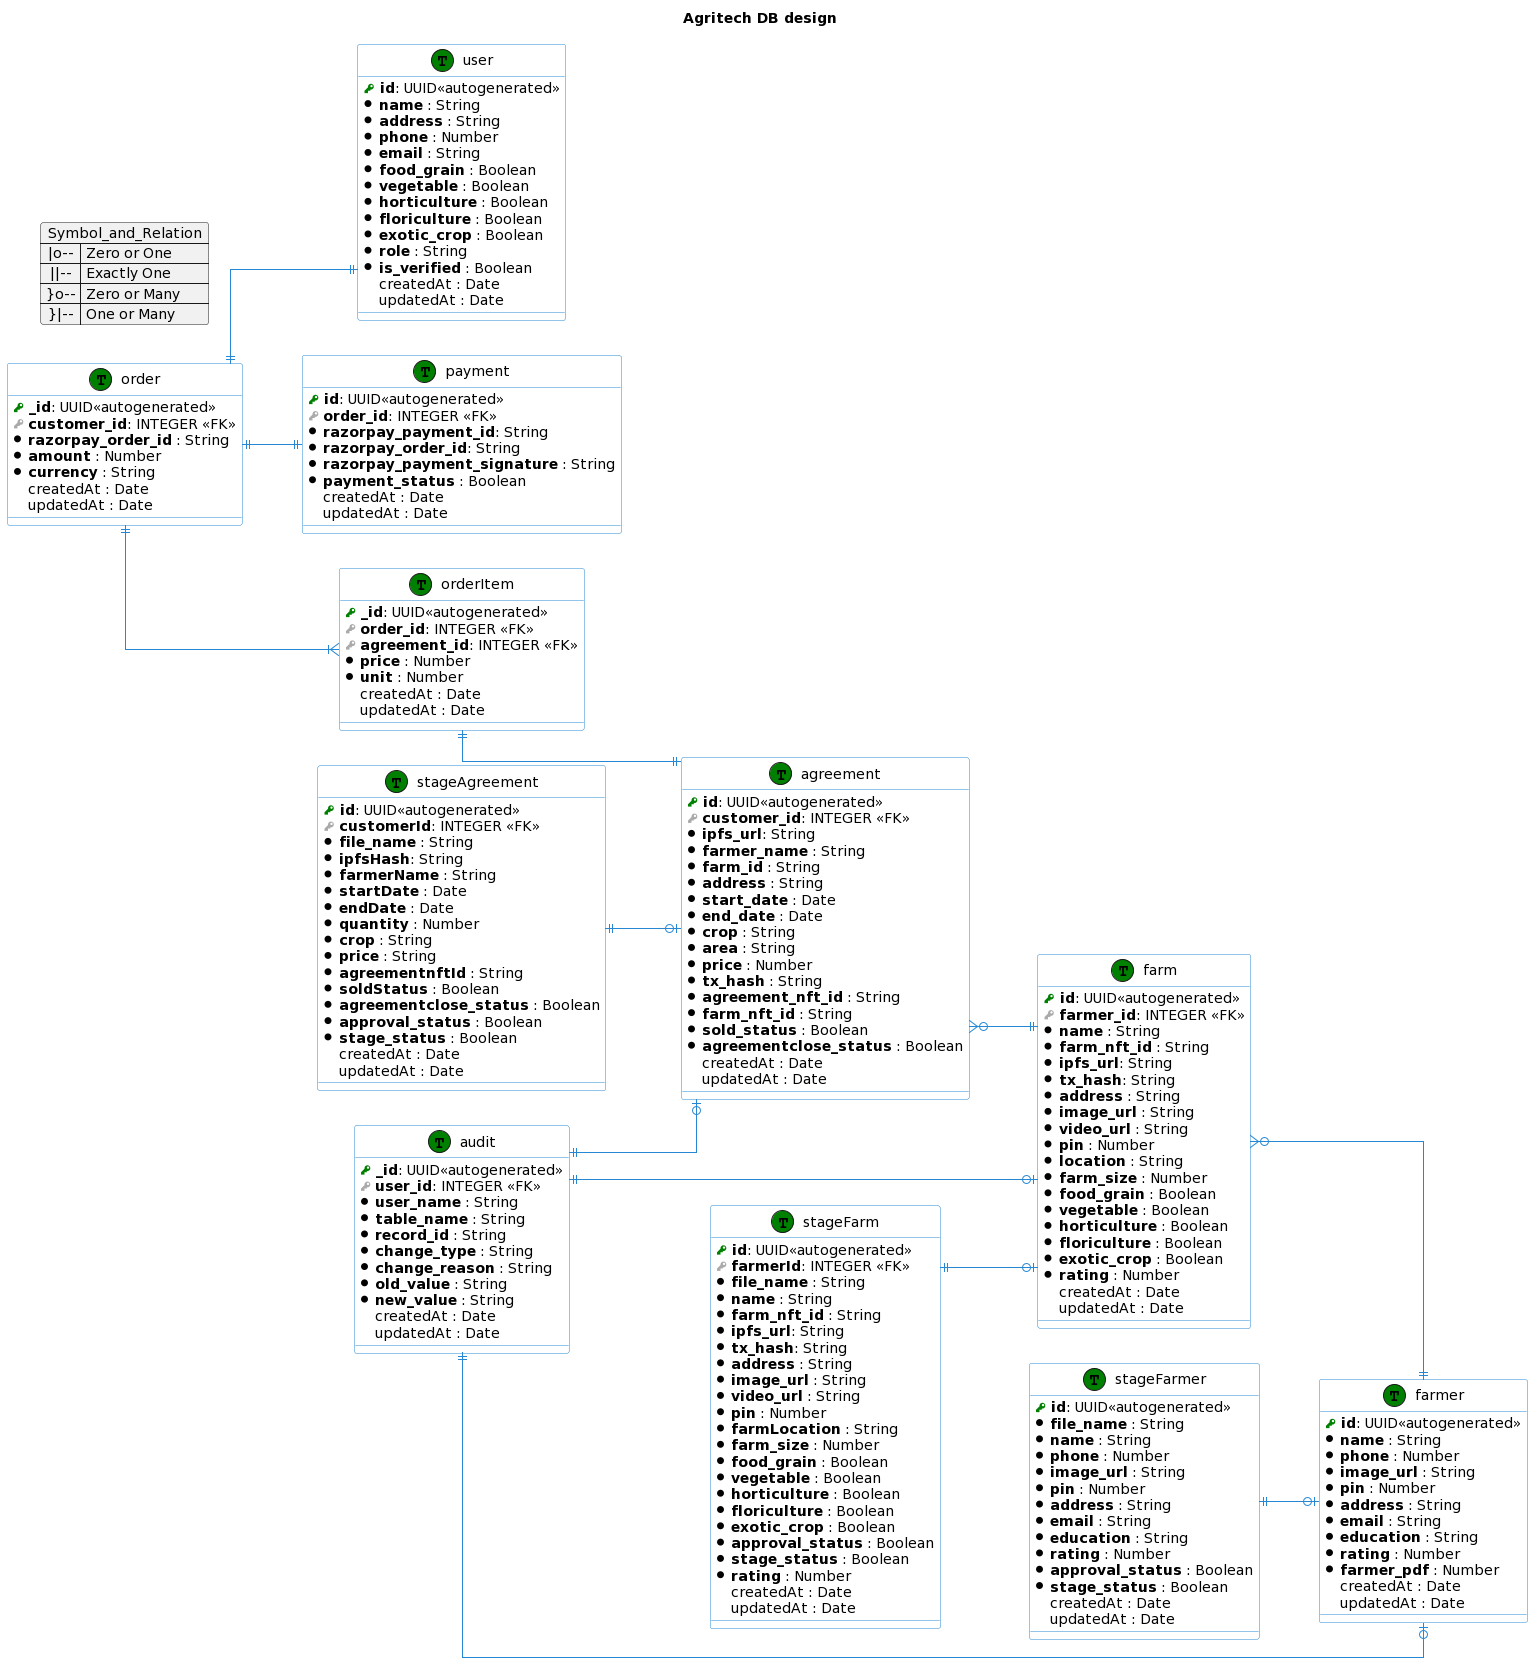 Agritech DB design
T user
id: UUID«autogenerated»
name : String
address : String
phone : Number
email : String
food_grain : Boolean
vegetable : Boolean
horticulture : Boolean
floriculture : Boolean
exotic_crop : Boolean
role : String
is_verified : Boolean
createdAt : Date
updatedAt : Date
Symbol_and_Relation
|o-- Zero or One
||-- Exactly One
}o-- Zero or Many
}|-- One or Many
T order
_id: UUID«autogenerated»
customer_id: INTEGER «FK»
razorpay_order_id : String
amount : Number
currency : String
createdAt : Date
updatedAt : Date
T payment
id: UUID«autogenerated»
order_id: INTEGER «FK»
razorpay_payment_id: String
razorpay_order_id: String
razorpay_payment_signature : String
payment_status : Boolean
createdAt : Date
updatedAt : Date
T orderItem
_id: UUID«autogenerated»
order_id: INTEGER «FK»
agreement_id: INTEGER «FK»
price : Number
unit : Number
createdAt : Date
updatedAt : Date
T stageAgreement
id: UUID«autogenerated»
customerId: INTEGER «FK»
file_name : String
ipfsHash: String
farmerName : String
startDate : Date
endDate : Date
quantity : Number
crop : String
price : String
agreementnftId : String
soldStatus : Boolean
agreementclose_status : Boolean
approval_status : Boolean
stage_status : Boolean
createdAt : Date
updatedAt : Date
T agreement
id: UUID«autogenerated»
customer_id: INTEGER «FK»
ipfs_url: String
farmer_name : String
farm_id : String
address : String
start_date : Date
end_date : Date
crop : String
area : String
price : Number
tx_hash : String
agreement_nft_id : String
farm_nft_id : String
sold_status : Boolean
agreementclose_status : Boolean
createdAt : Date
updatedAt : Date
T farm
id: UUID«autogenerated»
farmer_id: INTEGER «FK»
name : String
farm_nft_id : String
ipfs_url: String
tx_hash: String
address : String
image_url : String
video_url : String
pin : Number
location : String
farm_size : Number
food_grain : Boolean
vegetable : Boolean
horticulture : Boolean
floriculture : Boolean
exotic_crop : Boolean
rating : Number
createdAt : Date
updatedAt : Date
T audit
_id: UUID«autogenerated»
user_id: INTEGER «FK»
user_name : String
table_name : String
record_id : String
change_type : String
change_reason : String
old_value : String
new_value : String
createdAt : Date
updatedAt : Date
T stageFarm
id: UUID«autogenerated»
farmerId: INTEGER «FK»
file_name : String
name : String
farm_nft_id : String
ipfs_url: String
tx_hash: String
address : String
image_url : String
video_url : String
pin : Number
farmLocation : String
farm_size : Number
food_grain : Boolean
vegetable : Boolean
horticulture : Boolean
floriculture : Boolean
exotic_crop : Boolean
approval_status : Boolean
stage_status : Boolean
rating : Number
createdAt : Date
updatedAt : Date
T stageFarmer
id: UUID«autogenerated»
file_name : String
name : String
phone : Number
image_url : String
pin : Number
address : String
email : String
education : String
rating : Number
approval_status : Boolean
stage_status : Boolean
createdAt : Date
updatedAt : Date
T farmer
id: UUID«autogenerated»
name : String
phone : Number
image_url : String
pin : Number
address : String
email : String
education : String
rating : Number
farmer_pdf : Number
createdAt : Date
updatedAt : Date